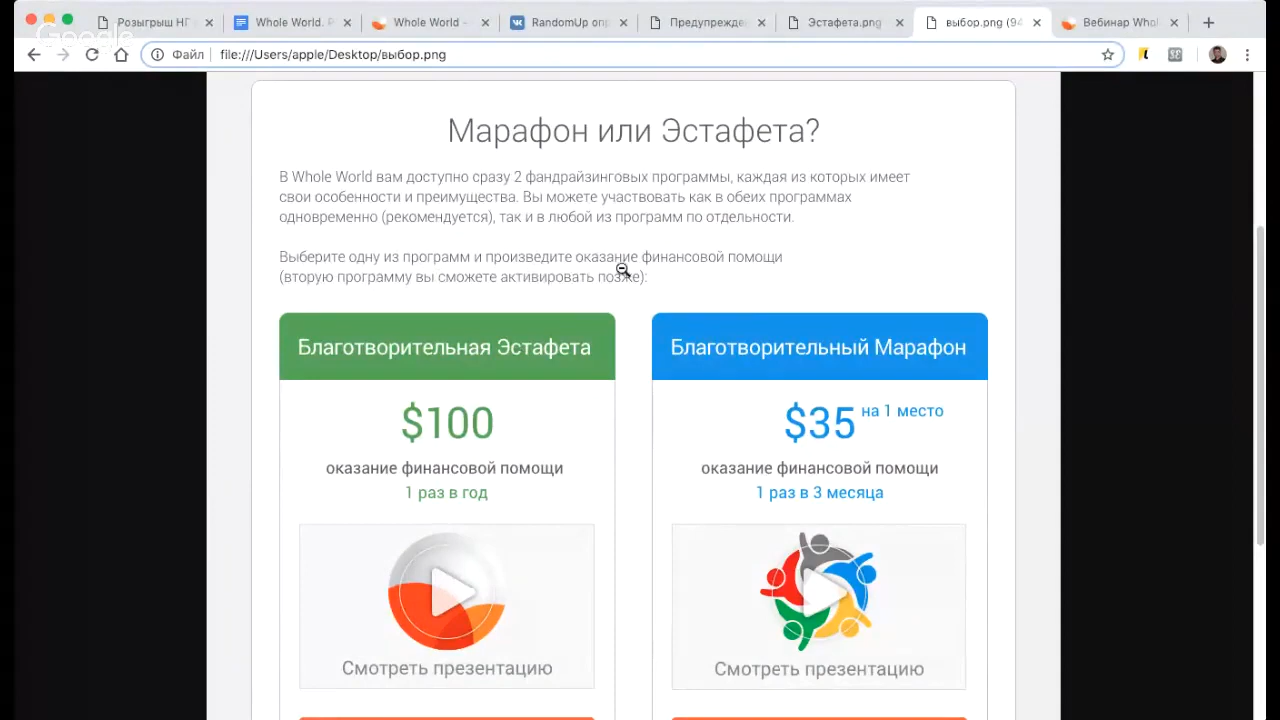 Розыгрыш НГ
Whole World. P
Whole World -
RandomUp опр
Предупрежде
Эстафета.png
выбор.png (94
Вебинар Whol
Google
Файл
file:///Users/apple/Desktop/выбор.png
Марафон или Эстафета?
В Whole World вам доступно сразу 2 фандрайзинговых программы, каждая из которых имеет
свои особенности и преимущества. Вы можете участвовать как в обеих программах
одновременно (рекомендуется), так и в любой из программ по отдельности.
Выберите одну из программ и произведите оказание финансовой помощи
(вторую программу вы сможете активировать позже):
Благотворительная Эстафета
$100
оказание финансовой помощи
1 раз в год
Смотреть презентацию
Благотворительный Марафон
$35 на 1 место
оказание финансовой помощи
1 раз в 3 месяца
Смотреть презентацию